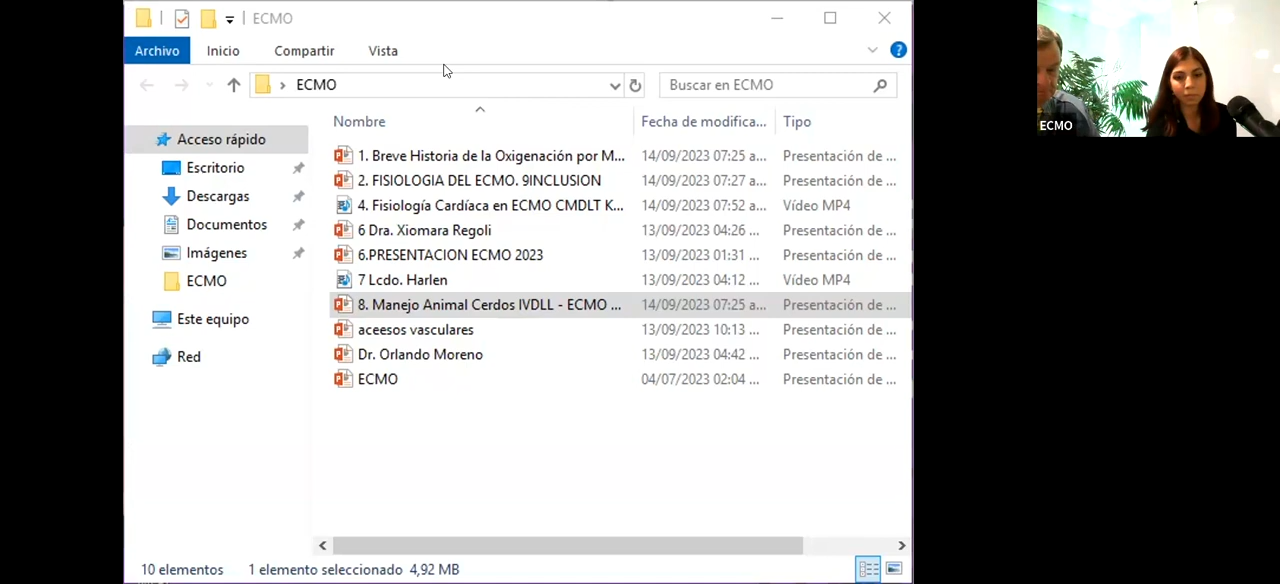 ECMO
Archivo Inicio Compartir Vista
ECMO Buscar en ECMO
Nombre Fecha de modifica... Tipo
Acceso rápido
Escritorio
Descargas
Documentos
Imágenes
ECMO
Este equipo
Red
1. Breve Historia de la Oxigenación por M... 14/09/2023 07:25 a... Presentación de ...
2. FISIOLOGIA DEL ECMO. 9INCLUSION 14/09/2023 07:27 a... Presentación de ...
4. Fisiología Cardíaca en ECMO CMDLT K... 14/09/2023 07:52 a... Vídeo MP4
6 Dra. Xiomara Regoli 13/09/2023 04:26 ... Presentación de ...
6.PRESENTACION ECMO 2023 13/09/2023 01:31 ... Presentación de ...
7 Lcdo. Harlen 13/09/2023 04:12 ... Vídeo MP4
8. Manejo Animal Cerdos IVDLL - ECMO ... 14/09/2023 07:25 a... Presentación de ...
aceesos vasculares 13/09/2023 10:13 ... Presentación de ...
Dr. Orlando Moreno 13/09/2023 04:42 ... Presentación de ...
ECMO 04/07/2023 02:04 ... Presentación de ...
10 elementos 1 elemento seleccionado 4,92 MB
ECMO